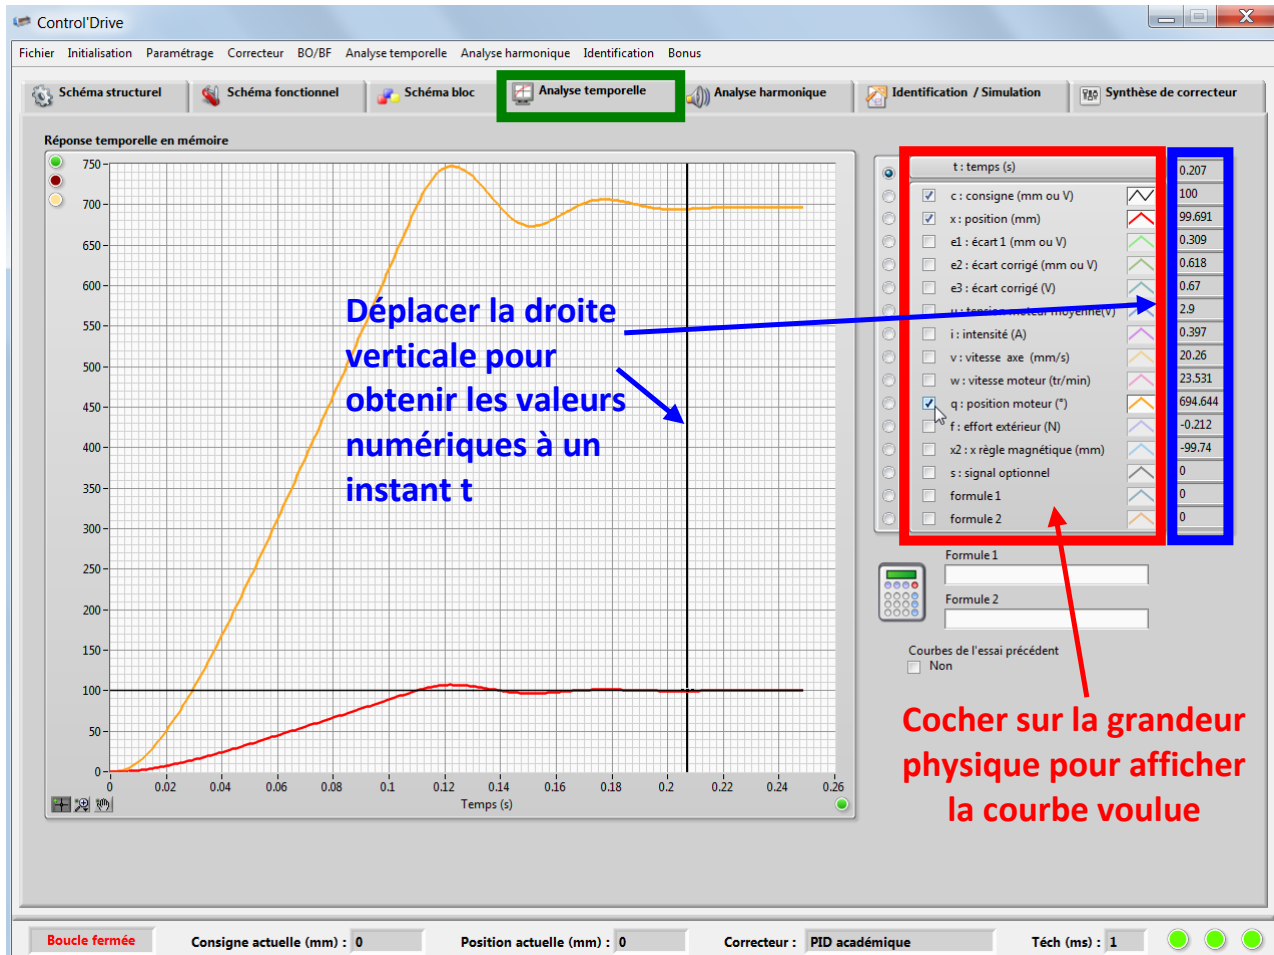 Control'Drive
Fichier Initialisation Paramétrage Correcteur BO/BF Analyse temporelle Analyse harmonique Identification Bonus
Schéma structurel Schéma fonctionnel Schéma bloc Analyse temporelle Analyse harmonique Identification / Simulation Synthèse de correcteur
Réponse temporelle en mémoire
750
700
650
600
550
500
450
400
350
300
250
200
150
100
50
0
0 0.02 0.04 0.06 0.08 0.1 0.12 0.14 0.16 0.18 0.2 0.22 0.24 0.26
Temps (s)
Déplacer la droite
verticale pour
obtenir les valeurs
numériques à un
instant t
t : temps (s) 0.207
c : consigne (mm ou V) 100
x : position (mm) 99.691
e1 : écart 1 (mm ou V) 0.309
e2 : écart corrigé (mm ou V) 0.618
e3 : écart corrigé (V) 0.67
u : tension moteur moyenne(V) 2.9
i : intensité (A) 0.397
v : vitesse axe (mm/s) 20.26
w : vitesse moteur (tr/min) 23.531
q : position moteur (°) 694.644
f : effort extérieur (N) -0.212
x2 : x règle magnétique (mm) -99.74
s : signal optionnel 0
formule 1 0
formule 2 0
Formule 1
Formule 2
Courbes de l'essai précédent
Non
Cocher sur la grandeur
physique pour afficher
la courbe voulue
Boucle fermée Consigne actuelle (mm) : 0 Position actuelle (mm) : 0 Correcteur : PID académique Téch (ms) : 1